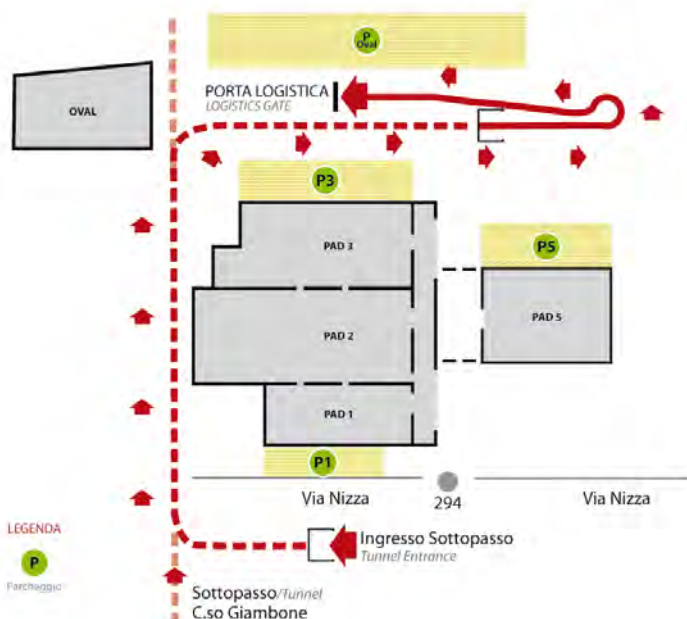 P
Oval
PORTA LOGISTICA
LOGISTICS GATE
OVAL
P3
PAD 3
P5
PAD 5
PAD 2
PAD 1
P1
Via Nizza
294
Via Nizza
LEGENDA
P
Parcheggio
Ingresso Sottopasso
Tunnel Entrance
Sottopasso/Tunnel
C.so Giambone